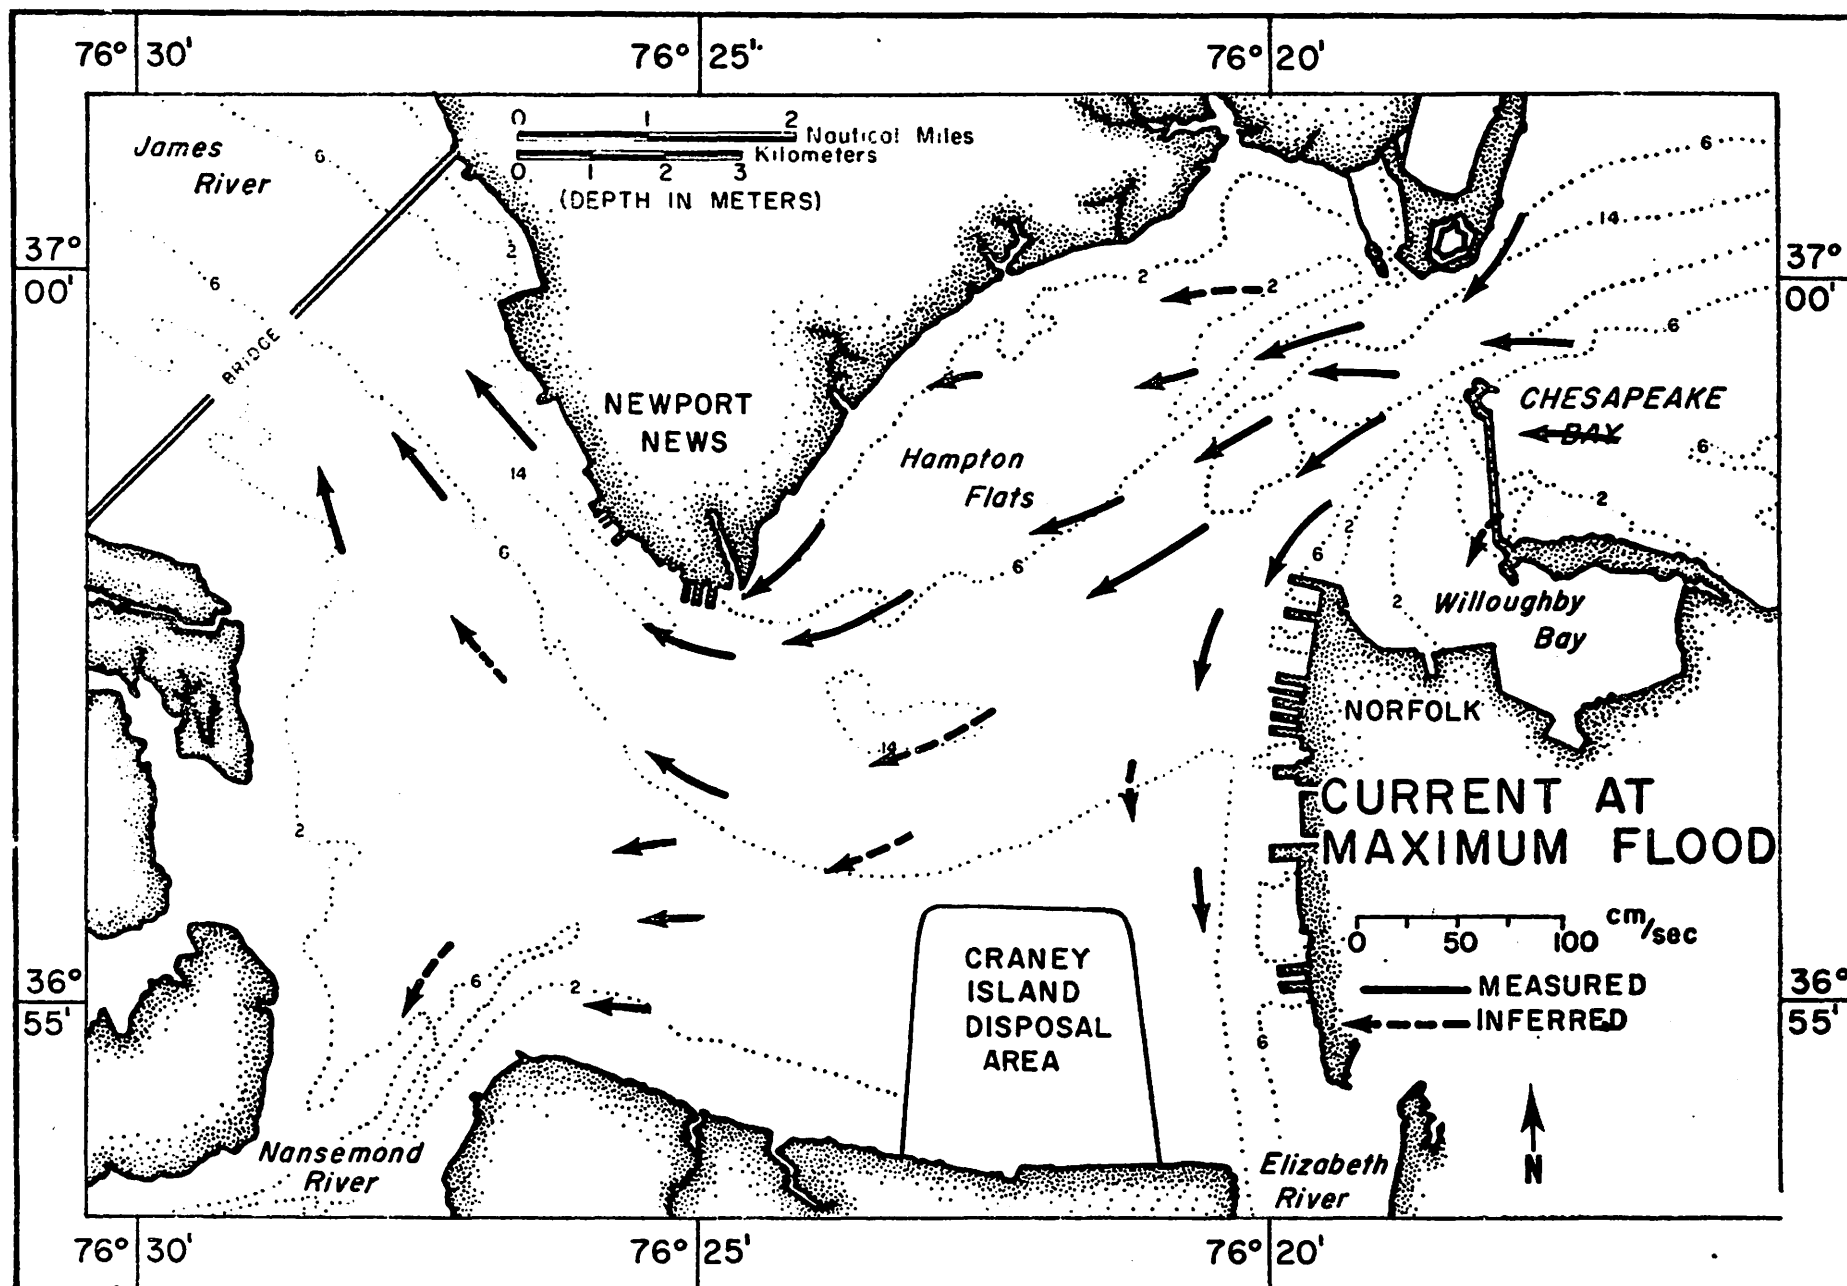 76° 30'
76° 25'
76° 20'
James
River
0 1 2
Nautical Miles
Kilometers
0 1 2 3
(DEPTH IN METERS)
6
6
14
37°
00'
37°
00'
2
2
2
6
6
BRIDGE
NEWPORT
NEWS
CHESAPEAKE
BAY
Hampton
Flats
14
6
2
2
6
6
6
2
Willoughby
Bay
NORFOLK
14
2
CURRENT AT
MAXIMUM FLOOD
cm/sec
0 50 100
CRANEY
ISLAND
DISPOSAL
AREA
MEASURED
INFERRED
36°
55'
36°
55'
6
2
6
N
Nansemond
River
Elizabeth
River
76° 30'
76° 25'
76° 20'